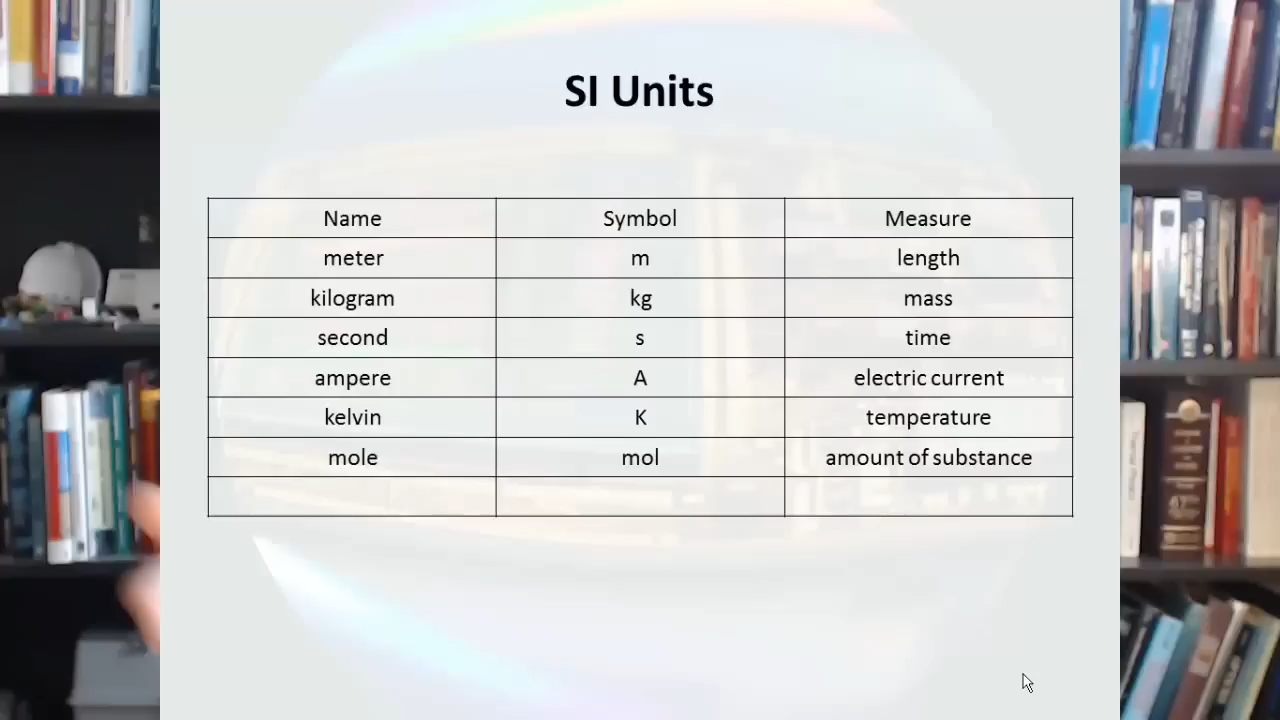 SI Units
Name Symbol Measure
meter m length
kilogram kg mass
second s time
ampere A electric current
kelvin K temperature
mole mol amount of substance